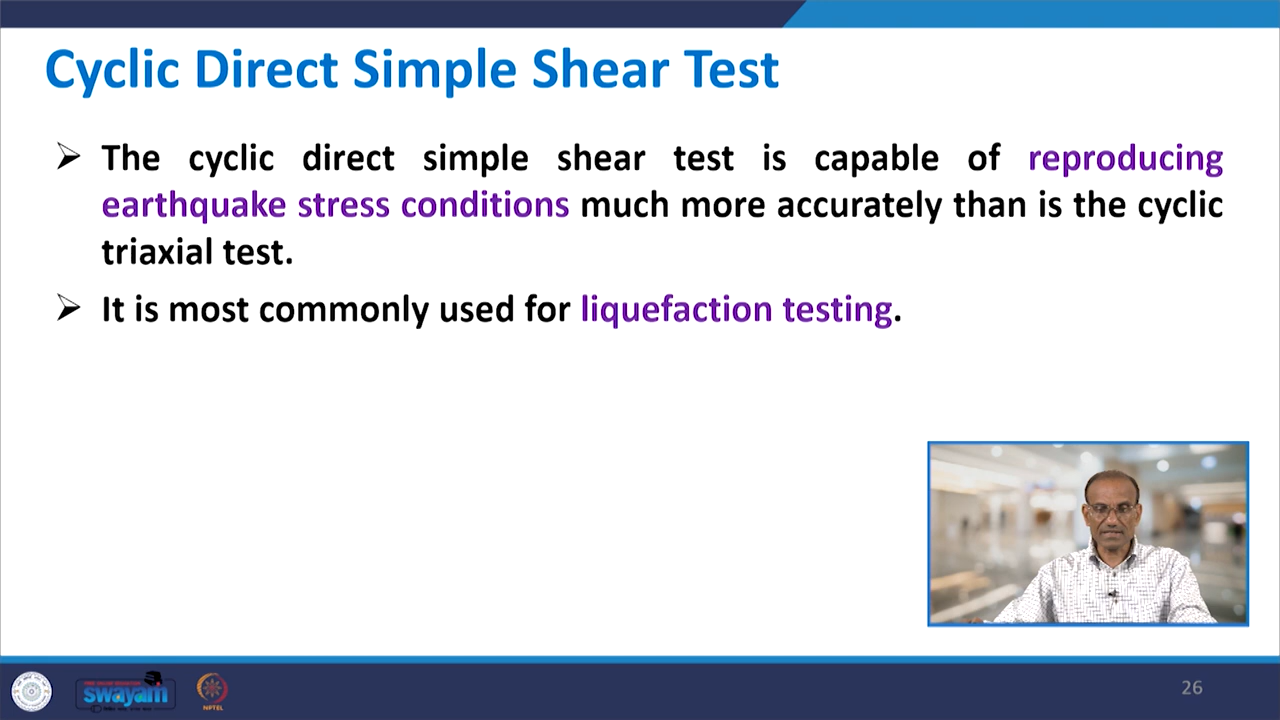 Cyclic Direct Simple Shear Test
➢ The cyclic direct simple shear test is capable of reproducing
earthquake stress conditions much more accurately than is the cyclic
triaxial test.
➢ It is most commonly used for liquefaction testing.
swayam
NPTEL
26